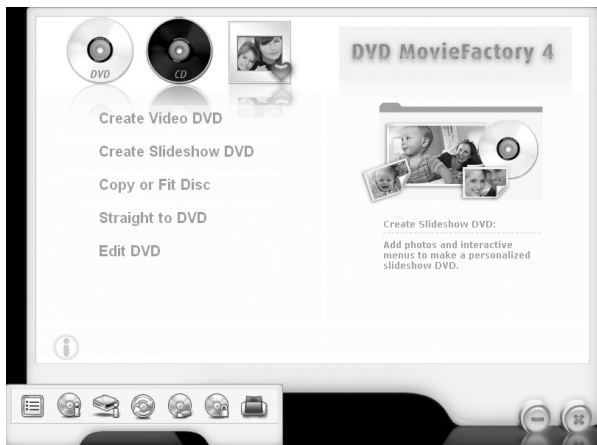 DVD
CD
DVD MovieFactory 4
Create Video DVD
Create Slideshow DVD
Copy or Fit Disc
Straight to DVD
Edit DVD
Create Slideshow DVD:
Add photos and interactive
menus to make a personalized
slideshow DVD.